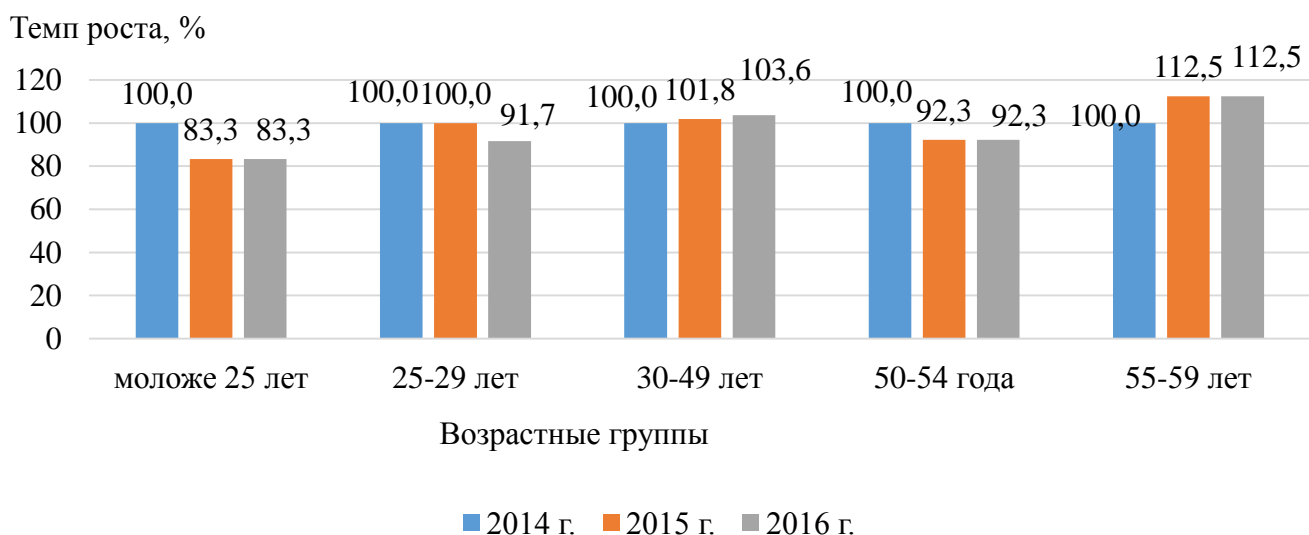 Темп роста, %
120
100
80
60
40
20
0
100,0 83,3 83,3
100,0 100,0 91,7
100,0 101,8 103,6
100,0 92,3 92,3
100,0 112,5 112,5
моложе 25 лет 25-29 лет 30-49 лет 50-54 года 55-59 лет
Возрастные группы
2014 г. 2015 г. 2016 г.